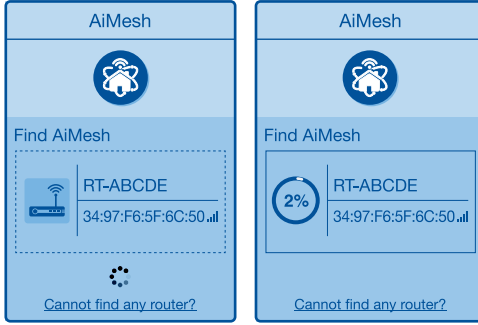 AiMesh
Find AiMesh
RT-ABCDE
34:97:F6:5F:6C:50
Cannot find any router?
AiMesh
Find AiMesh
2%
RT-ABCDE
34:97:F6:5F:6C:50
Cannot find any router?